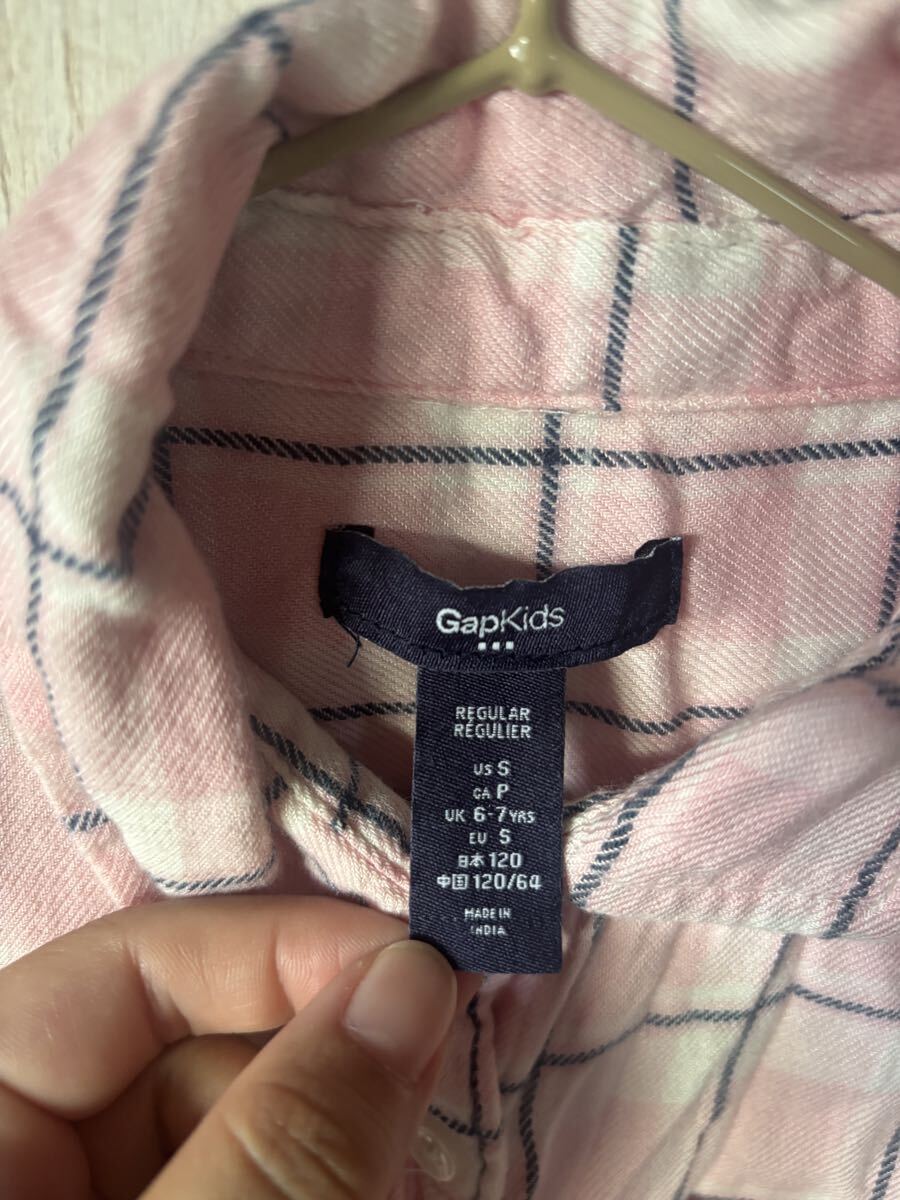 GapKids
REGULAR
RÉGULIER
US S
CA P
UK 6-7 YRS
EU S
日本 120
中国 120/64
MADE IN
INDIA